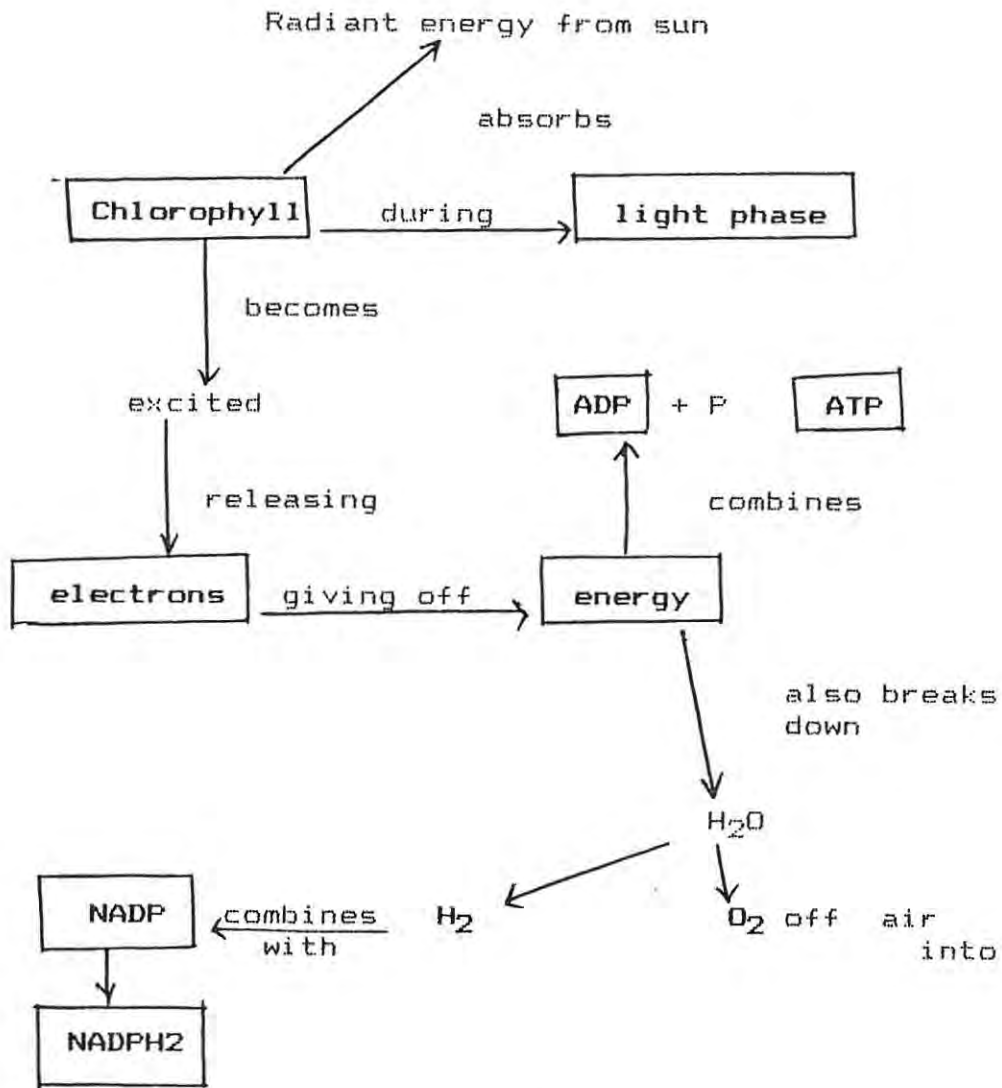 Radiant energy from sun
absorbs
Chlorophyll during light phase
becomes
excited
ADP + P ATP
releasing
combines
electrons giving off energy
also breaks
down
H₂O
NADP combines with H₂ O₂ off air
into
NADPH2